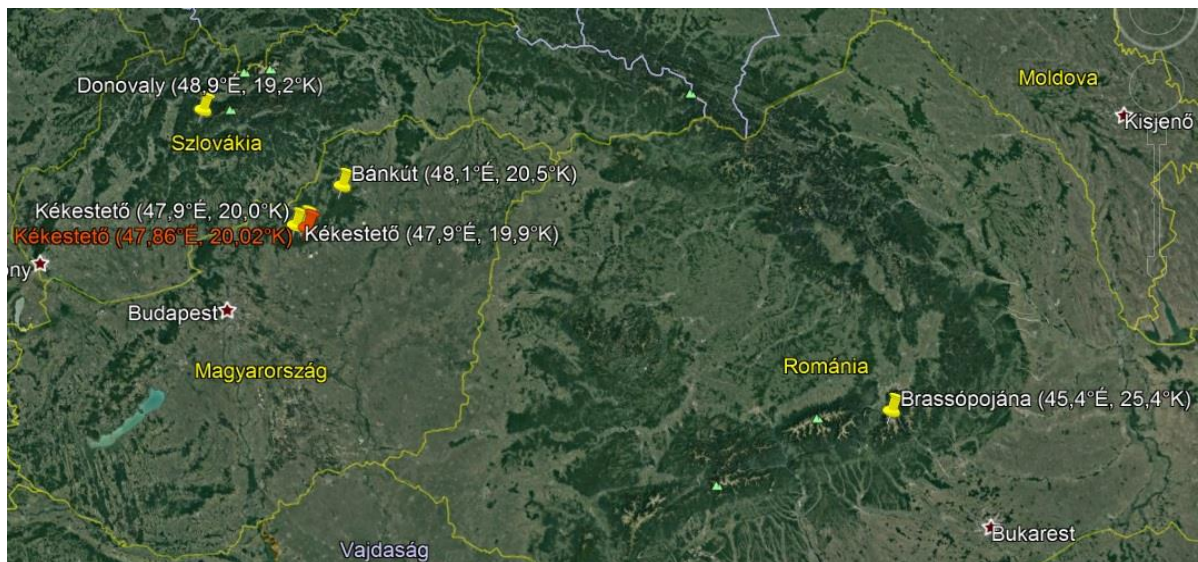 Donovaly (48,9°É, 19,2°K)
Moldova
Kisjenő
Szlovákia
Bánkút (48,1°É, 20,5°K)
Kékestető (47,9°É, 20,0°K)
Kékestető (47,86°É, 20,02°K)
Kékestető (47,9°É, 19,9°K)
ony
Budapest
Magyarország
Románia
Brassópojána (45,4°É, 25,4°K)
Bukarest
Vajdaság